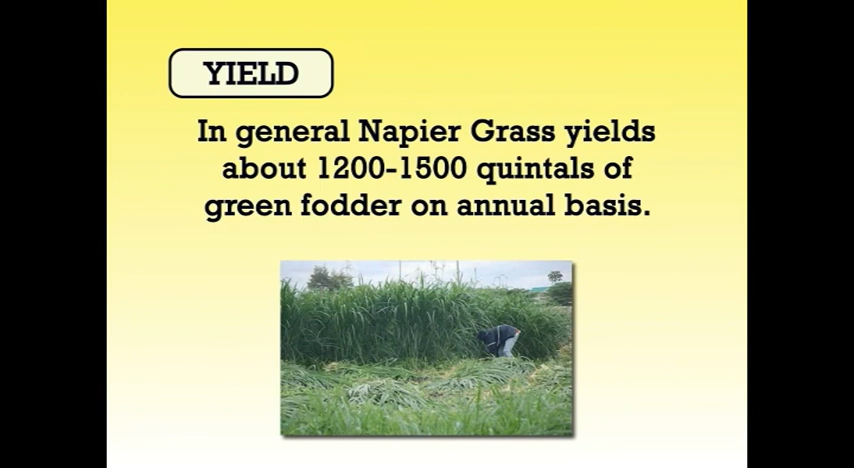 YIELD
In general Napier Grass yields
about 1200-1500 quintals of
green fodder on annual basis.